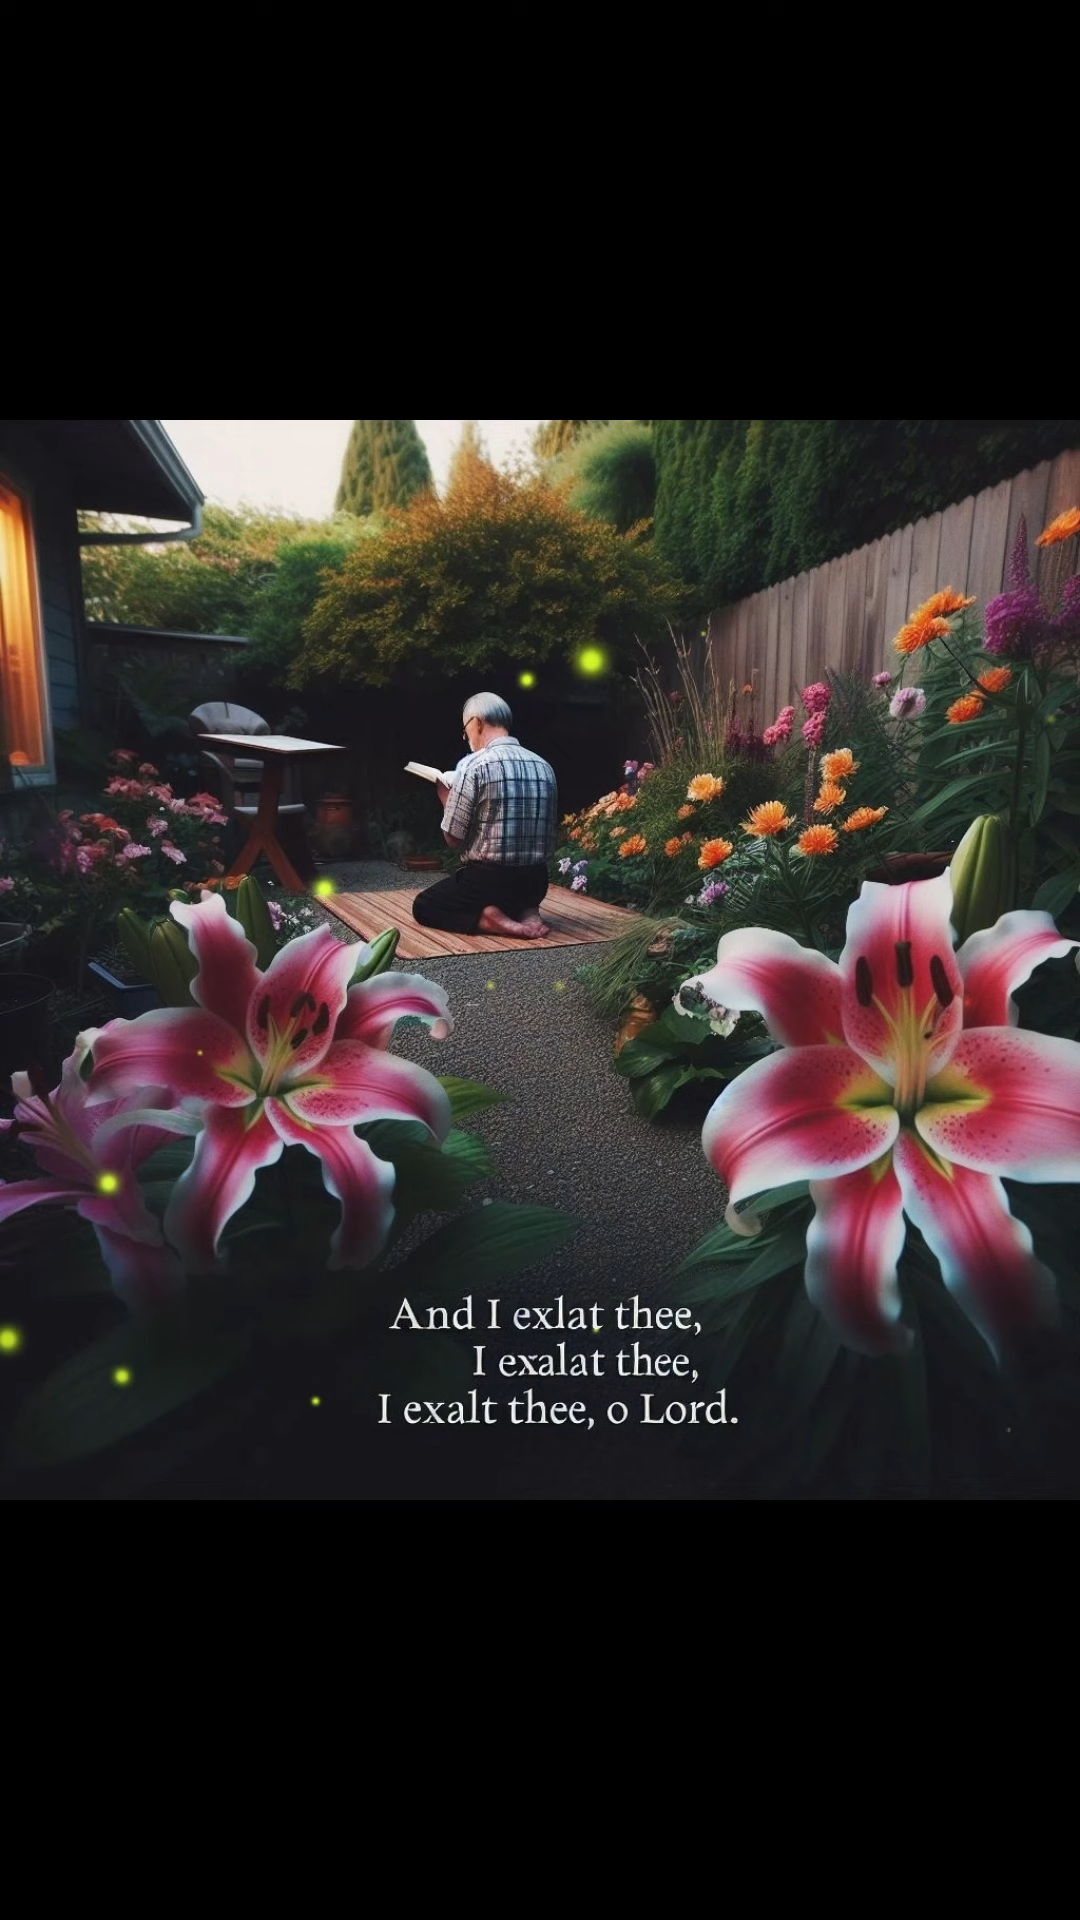 And I exlat thee,
I exalat thee,
I exalt thee, o Lord.